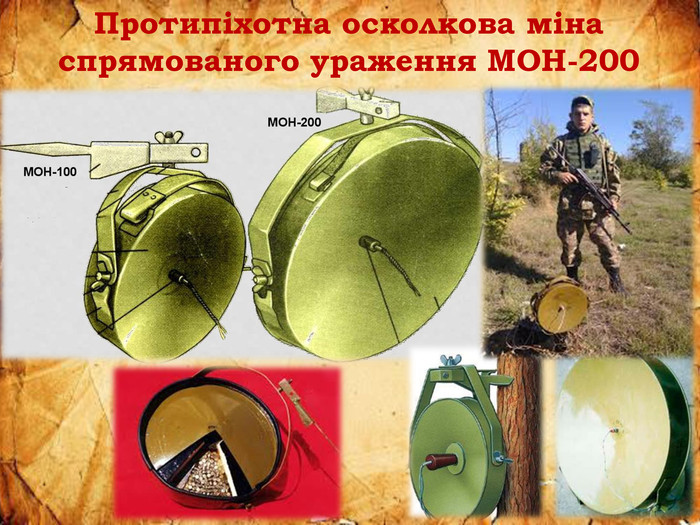 Протипіхотна осколкова міна
спрямованого ураження МОН-200
МОН-200
МОН-100